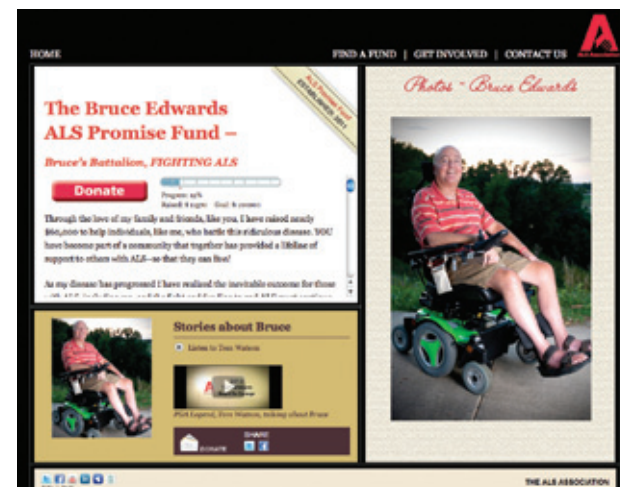 HOME
FIND A FUND | GET INVOLVED | CONTACT US
ALS Promise Fund
ESTABLISHED 2011
The Bruce Edwards
ALS Promise Fund –
Bruce's Battalion, FIGHTING ALS
Donate
Through the love of my family and friends, like you, I have raised nearly
$60,000 to help individuals, like me, who battle this ridiculous disease. YOU
have become part of a community that together has provided a lifeline of
support to others with ALS--so that they can live!
As my disease has progressed I have realized the inevitable outcome for those
Photos ~ Bruce Edwards
Stories about Bruce
Listen to Tom Watson
Tom Watson, talking about Bruce
DONATE
SHARE
THE ALS ASSOCIATION